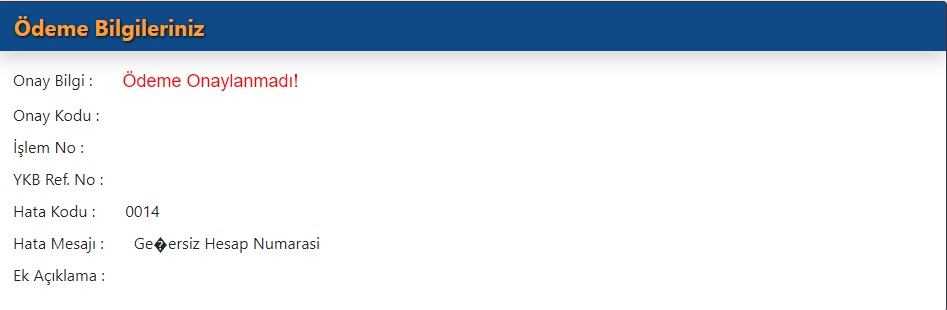 Ödeme Bilgileriniz
Onay Bilgi : Ödeme Onaylanmadı!
Onay Kodu :
İşlem No :
YKB Ref. No :
Hata Kodu : 0014
Hata Mesajı : Ge�ersiz Hesap Numarasi
Ek Açıklama :